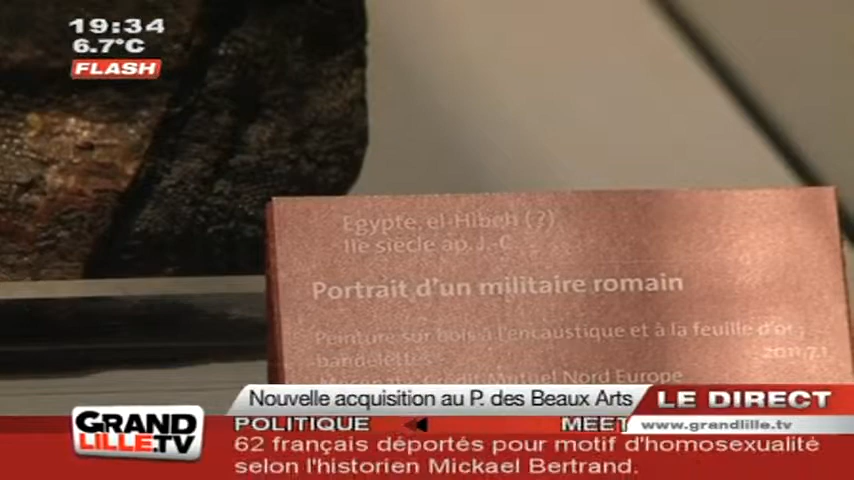 19:34
6.7°C
FLASH
Egypte, el-Hibeh (?)
IIe siècle ap. J.-C
Portrait d'un militaire romain
Peinture sur bois à l'encaustique et à la feuille d'or ;
bandelettes
2011.7.1
Crédit Mutuel Nord Europe
Nouvelle acquisition au P. des Beaux Arts
LE DIRECT
GRAND
LILLE.TV
POLITIQUE
MEET
www.grandlille.tv
62 français déportés pour motif d'homosexualité
selon l'historien Mickael Bertrand.